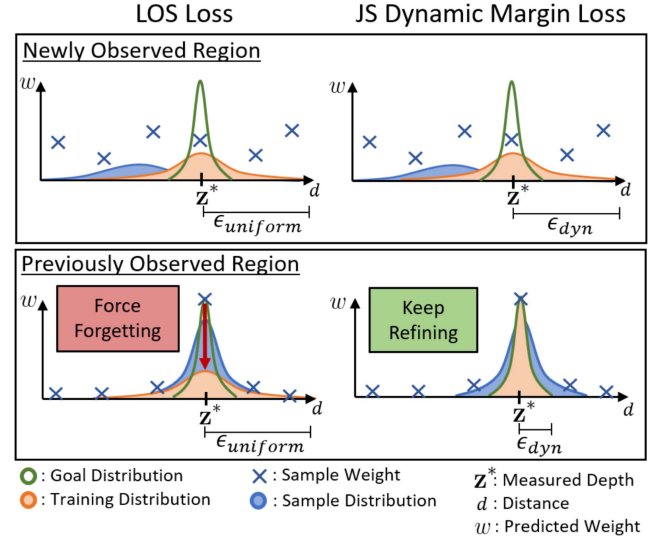 LOS Loss
JS Dynamic Margin Loss
Newly Observed Region
w
d
z*
ϵuniform
w
d
z*
ϵdyn
Previously Observed Region
w
Force
Forgetting
d
z*
ϵuniform
w
Keep
Refining
d
z*
ϵdyn
: Goal Distribution
: Training Distribution
: Sample Weight
: Sample Distribution
z*: Measured Depth
d : Distance
w : Predicted Weight